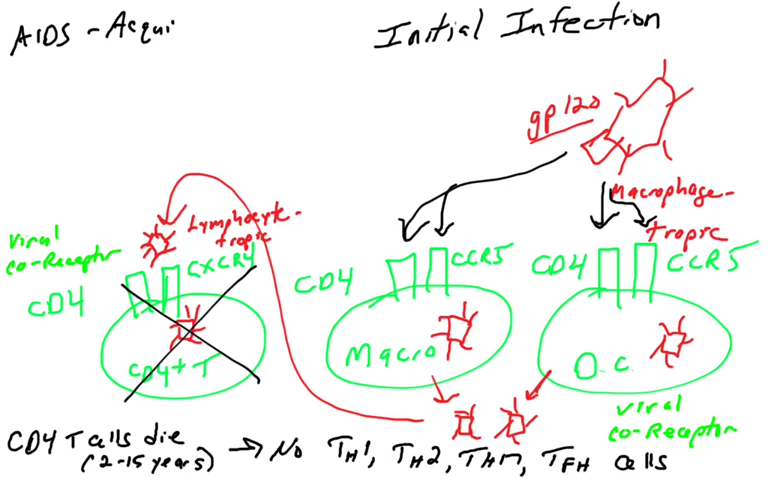 AIDS - Acqui
Initial Infection
gp120
Macrophage-
tropic
Lymphocyte-
tropic
Viral
co-Receptor
CXCR4
CD4
CD4
CCR5
CD4
CCR5
CD4+ T
Macro
D.C.
Viral
co-Receptor
CD4 T cells die
(2-15 years)
→ No TH1, TH2, TH17, TFH cells